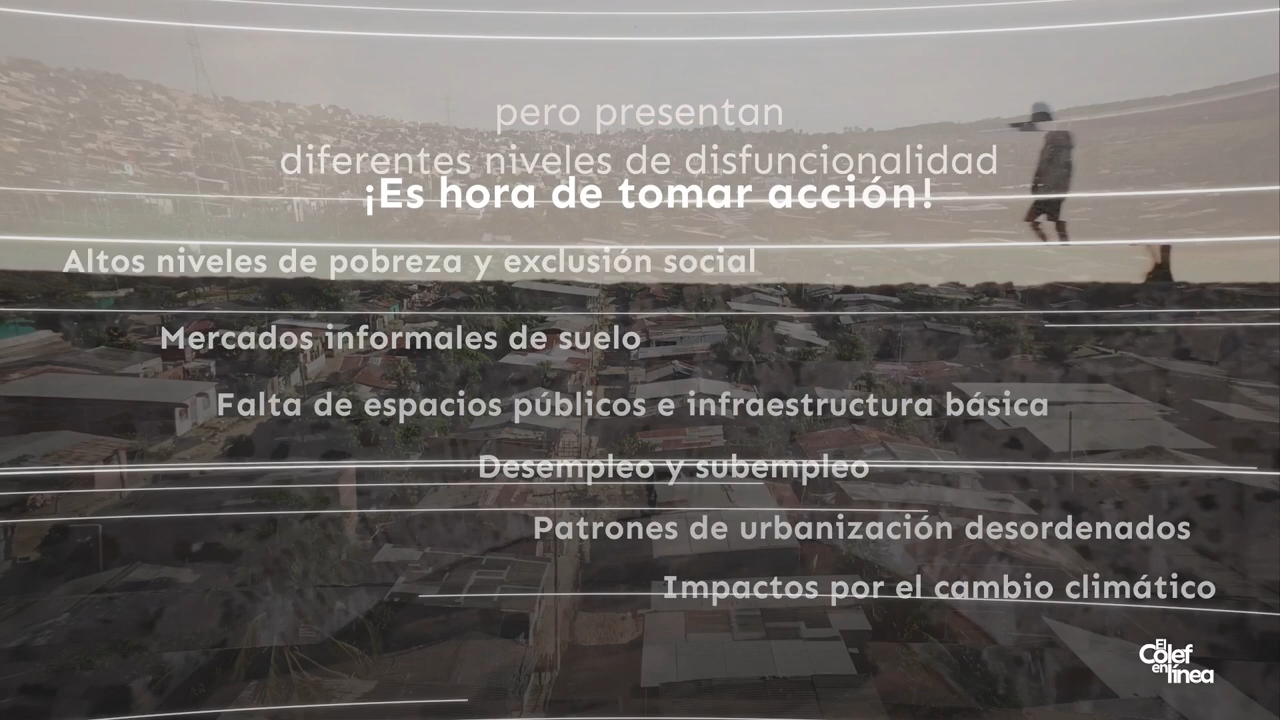 pero presentan
diferentes niveles de disfuncionalidad
¡Es hora de tomar acción!
Altos niveles de pobreza y exclusión social
Mercados informales de suelo
Falta de espacios públicos e infraestructura básica
Desempleo y subempleo
Patrones de urbanización desordenados
Impactos por el cambio climático
El
Colef
en
línea